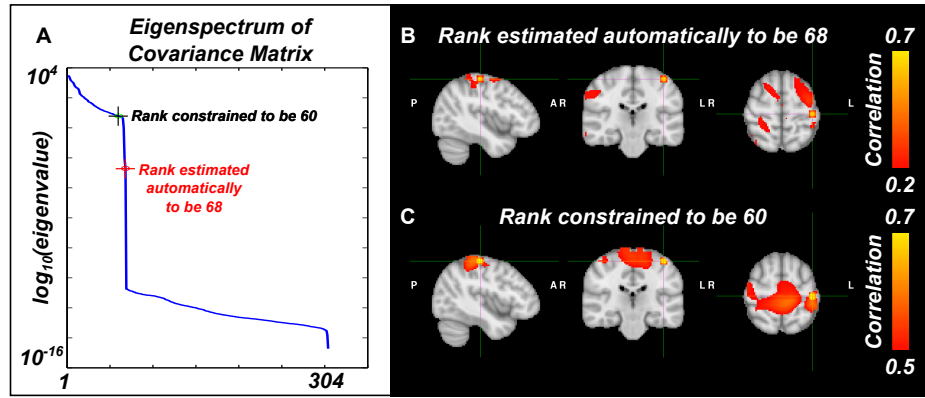 A
Eigenspectrum of
Covariance Matrix
10^4
Rank constrained to be 60
Rank estimated
automatically
to be 68
log_10(eigenvalue)
10^-16
1
304
B
Rank estimated automatically to be 68
0.7
P
A R
L R
L
Correlation
0.2
C
Rank constrained to be 60
0.7
P
A R
L R
L
Correlation
0.5